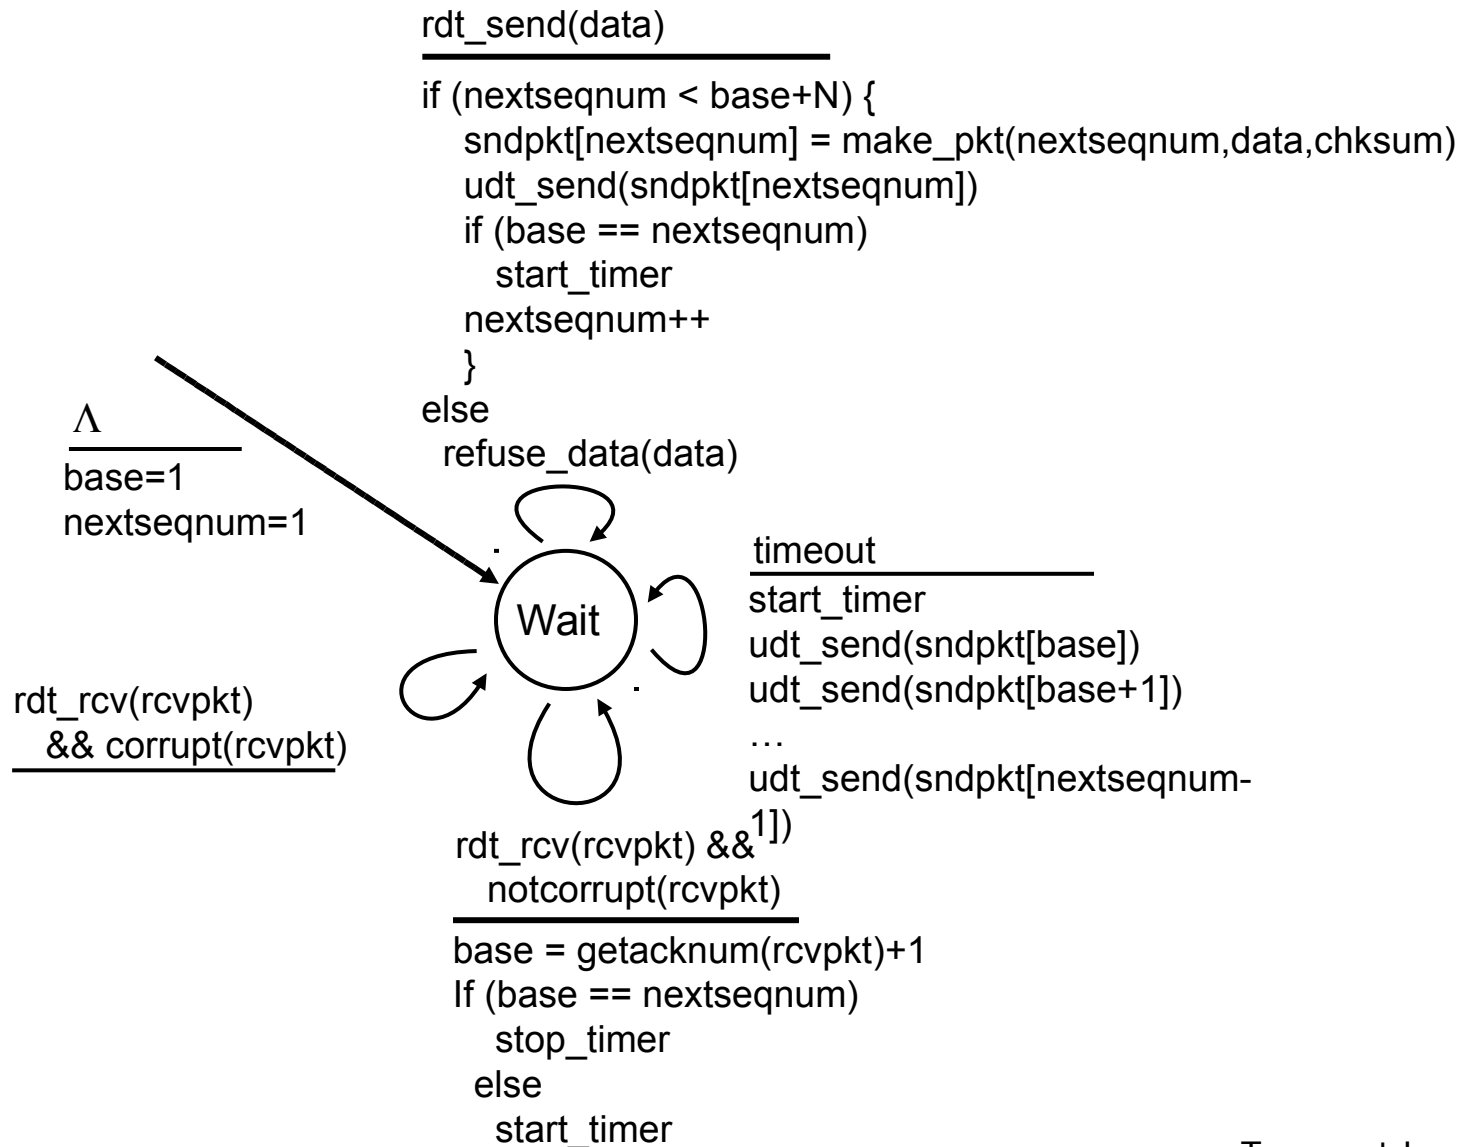 rdt_send(data)
if (nextseqnum < base+N) {
sndpkt[nextseqnum] = make_pkt(nextseqnum,data,chksum)
udt_send(sndpkt[nextseqnum])
if (base == nextseqnum)
start_timer
nextseqnum++
}
else
refuse_data(data)
Λ
base=1
nextseqnum=1
Wait
timeout
start_timer
udt_send(sndpkt[base])
udt_send(sndpkt[base+1])
…
udt_send(sndpkt[nextseqnum-
1])
rdt_rcv(rcvpkt)
&& corrupt(rcvpkt)
rdt_rcv(rcvpkt) &&
notcorrupt(rcvpkt)
base = getacknum(rcvpkt)+1
If (base == nextseqnum)
stop_timer
else
start_timer